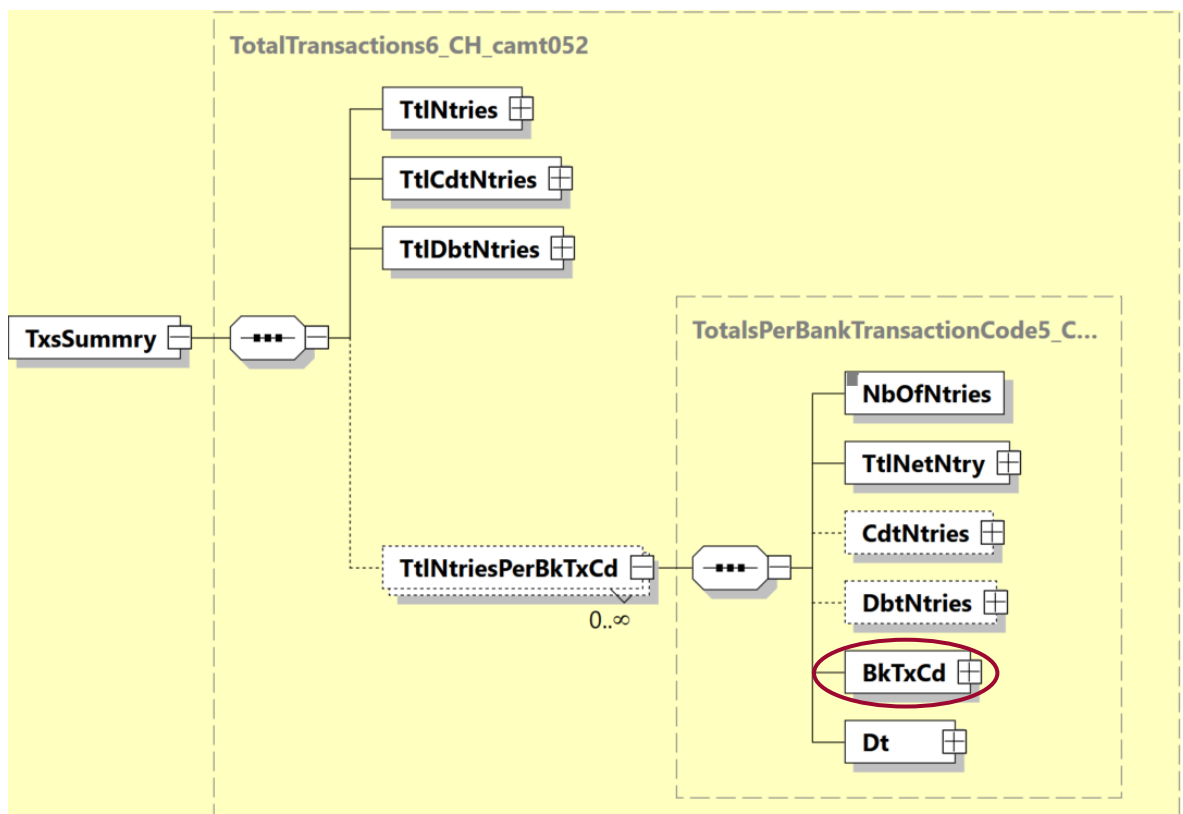 TotalTransactions6_CH_camt052
TtlNtries
TtlCdtNtries
TtlDbtNtries
TxsSummry
TotalsPerBankTransactionCode5_C...
NbOfNtries
TtlNetNtry
CdtNtries
TtlNtriesPerBkTxCd
0..∞
DbtNtries
BkTxCd
Dt